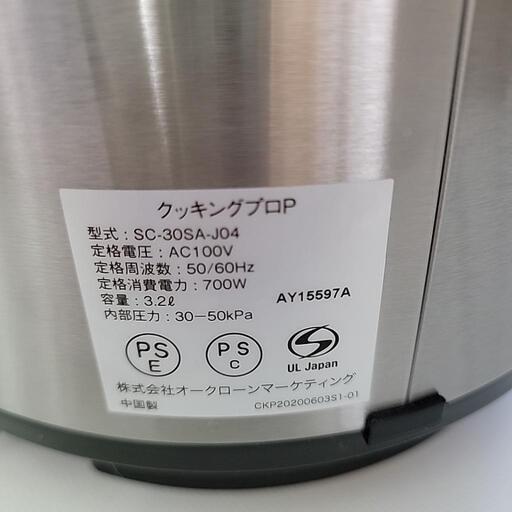 クッキングプロP
型式:SC-30SA-J04
定格電圧:AC100V
定格周波数:50/60Hz
定格消費電力:700W
容量:3.2ℓ
AY15597A
内部圧力:30-50kPa
PS
E
PS
C
S
UL Japan
株式会社オークローンマーケティング
中国製
CKP20200603S1-01